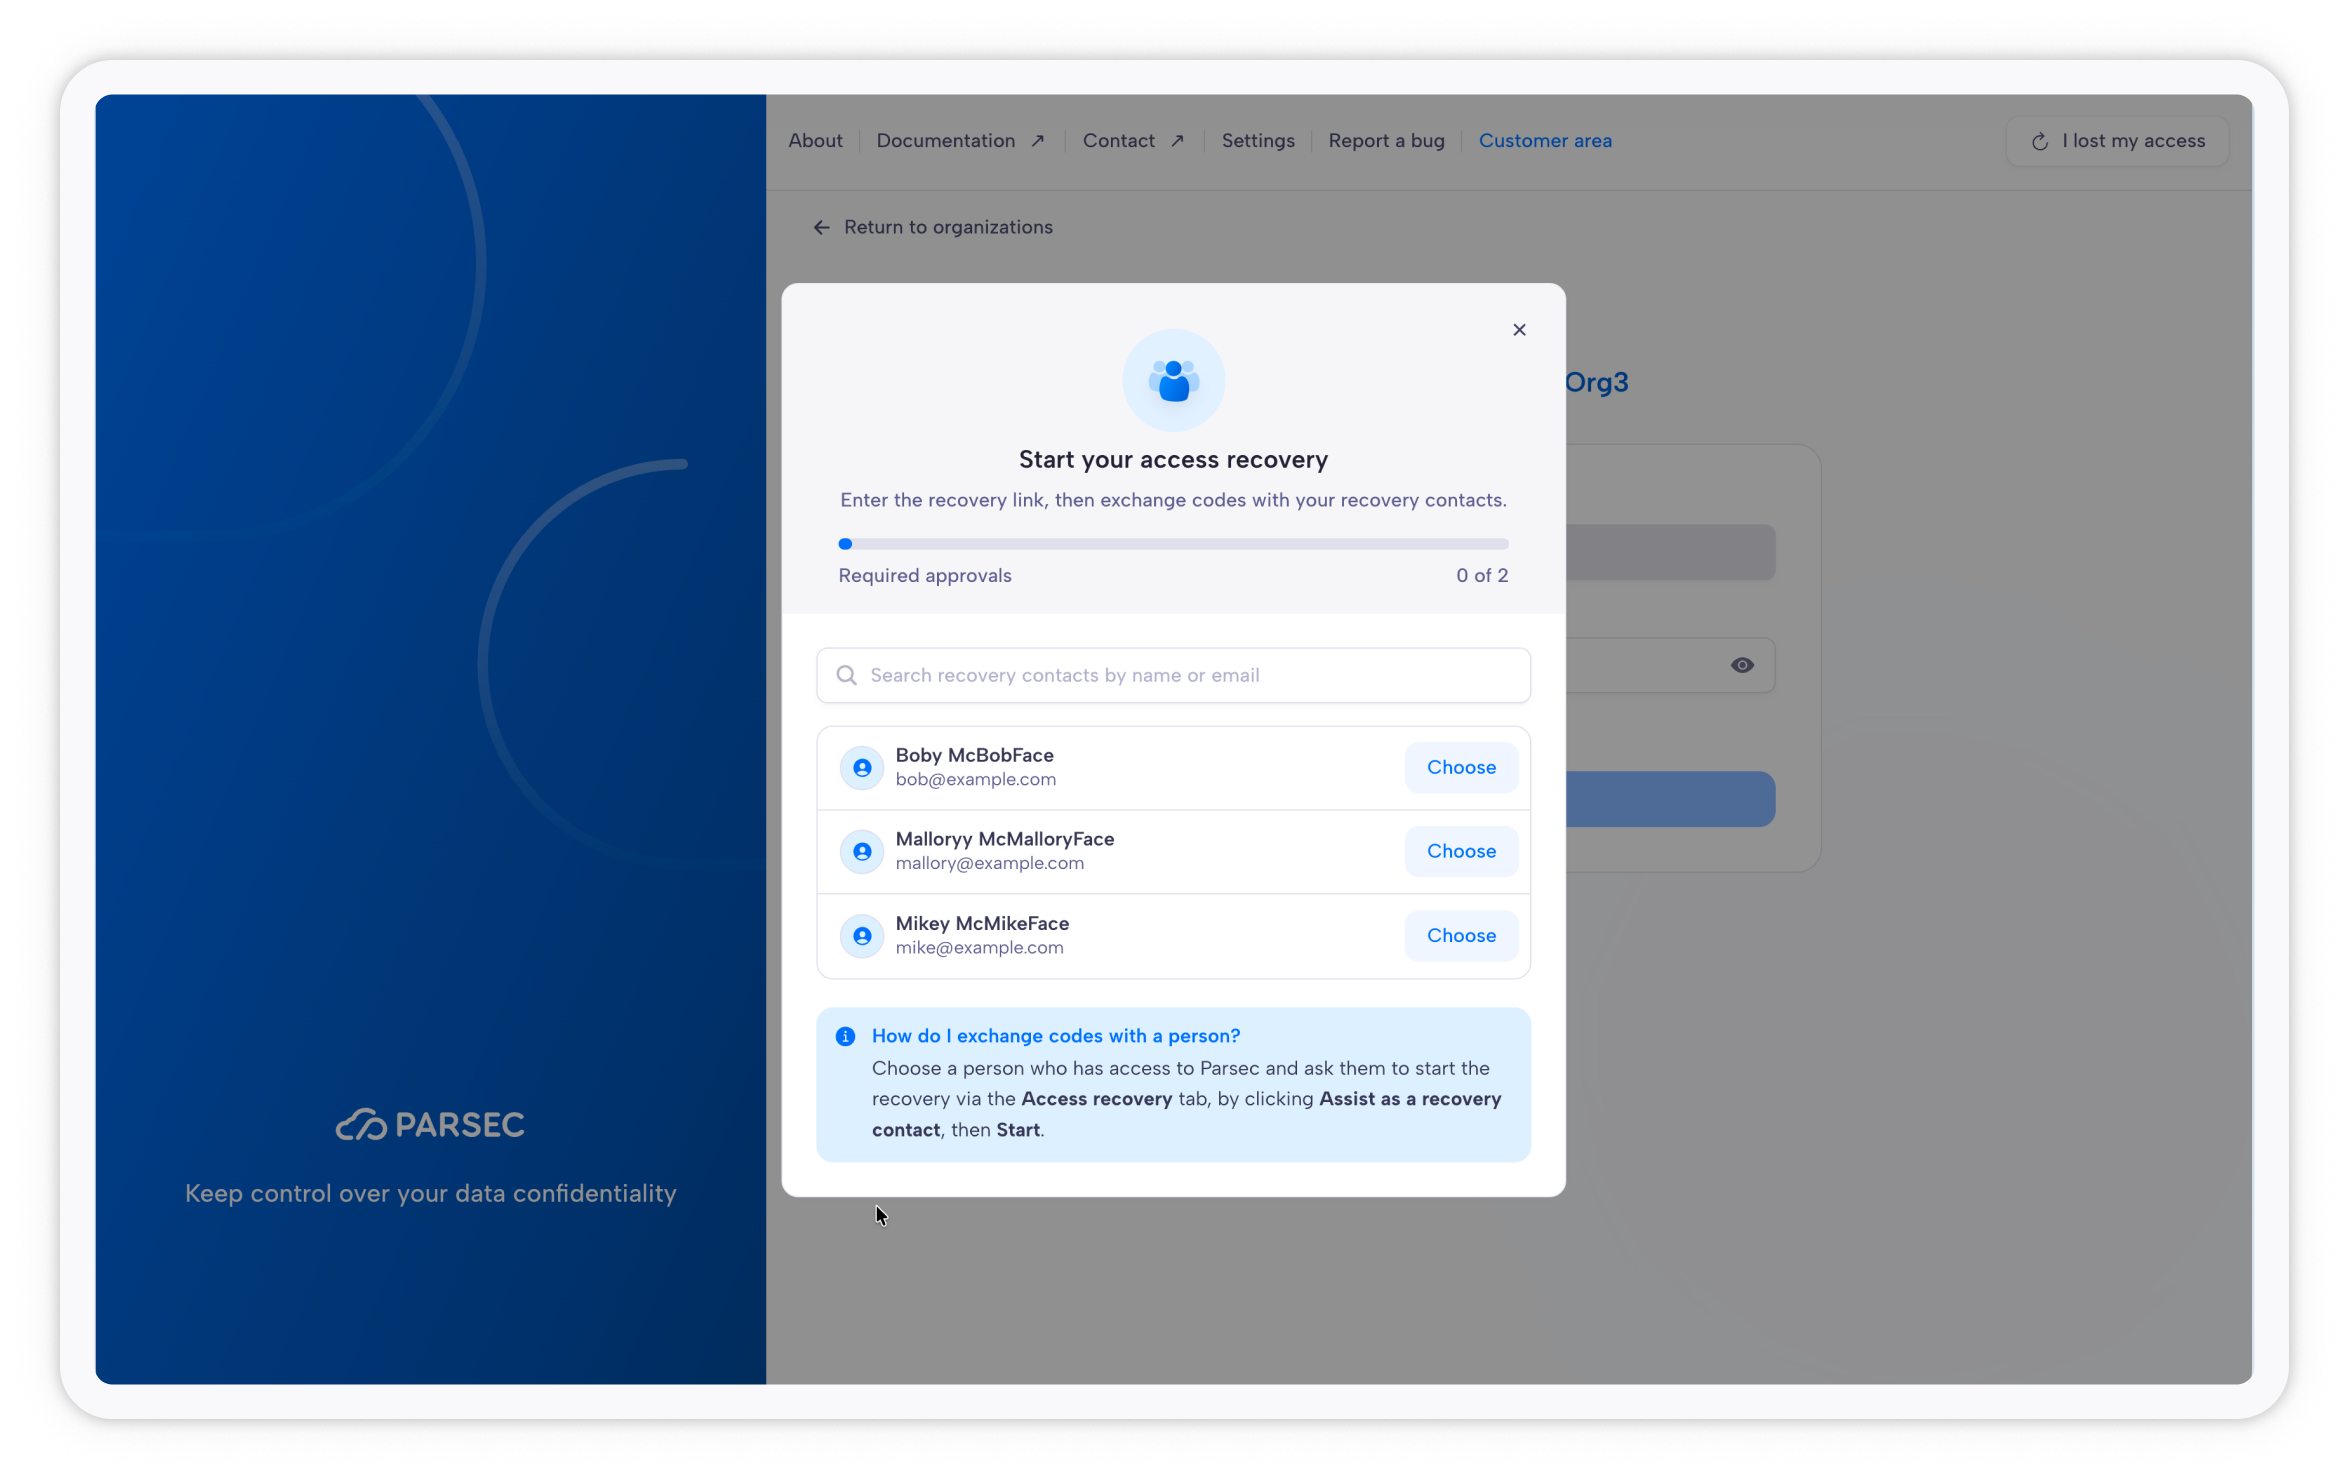 About
Documentation ↗
Contact ↗
Settings
Report a bug
Customer area
I lost my access
← Return to organizations
Org3
Start your access recovery
Enter the recovery link, then exchange codes with your recovery contacts.
Required approvals
0 of 2
Search recovery contacts by name or email
Boby McBobFace
bob@example.com
Choose
Malloryy McMalloryFace
mallory@example.com
Choose
Mikey McMikeFace
mike@example.com
Choose
How do I exchange codes with a person?
Choose a person who has access to Parsec and ask them to start the
recovery via the Access recovery tab, by clicking Assist as a recovery
contact, then Start.
PARSEC
Keep control over your data confidentiality